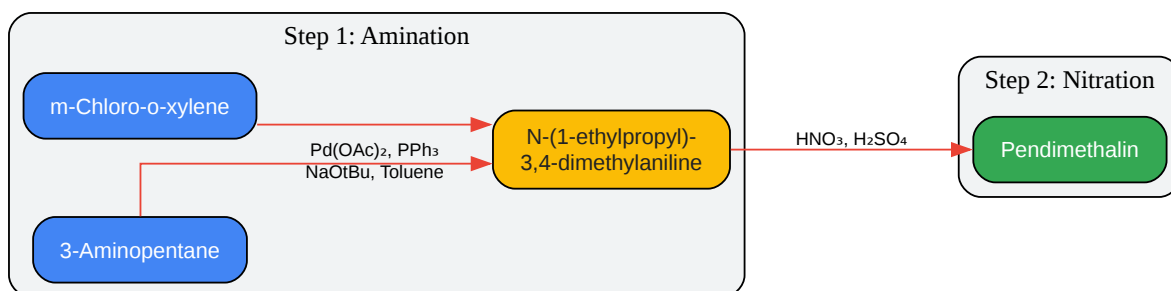 Step 1: Amination
m-Chloro-o-xylene
3-Aminopentane
Pd(OAc)₂, PPh₃
NaOtBu, Toluene
N-(1-ethylpropyl)-
3,4-dimethylaniline
HNO₃, H₂SO₄
Step 2: Nitration
Pendimethalin